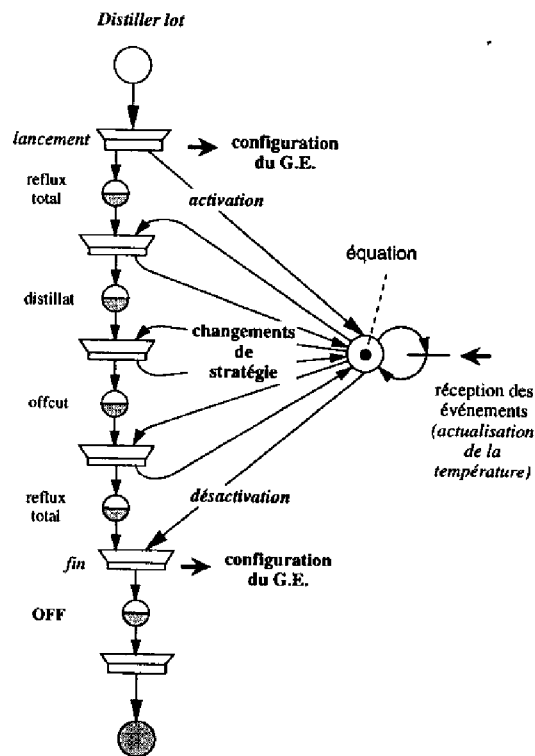 Distiller lot
lancement
configuration
du G.E.
reflux
total
activation
équation
distillat
changements
de
stratégie
réception des
événements
(actualisation
de la
température)
offcut
reflux
total
désactivation
fin
configuration
du G.E.
OFF